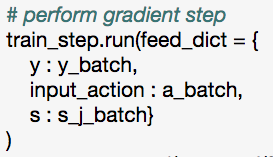 # perform gradient step
train_step.run(feed_dict = {
y : y_batch,
input_action : a_batch,
s : s_j_batch}
)